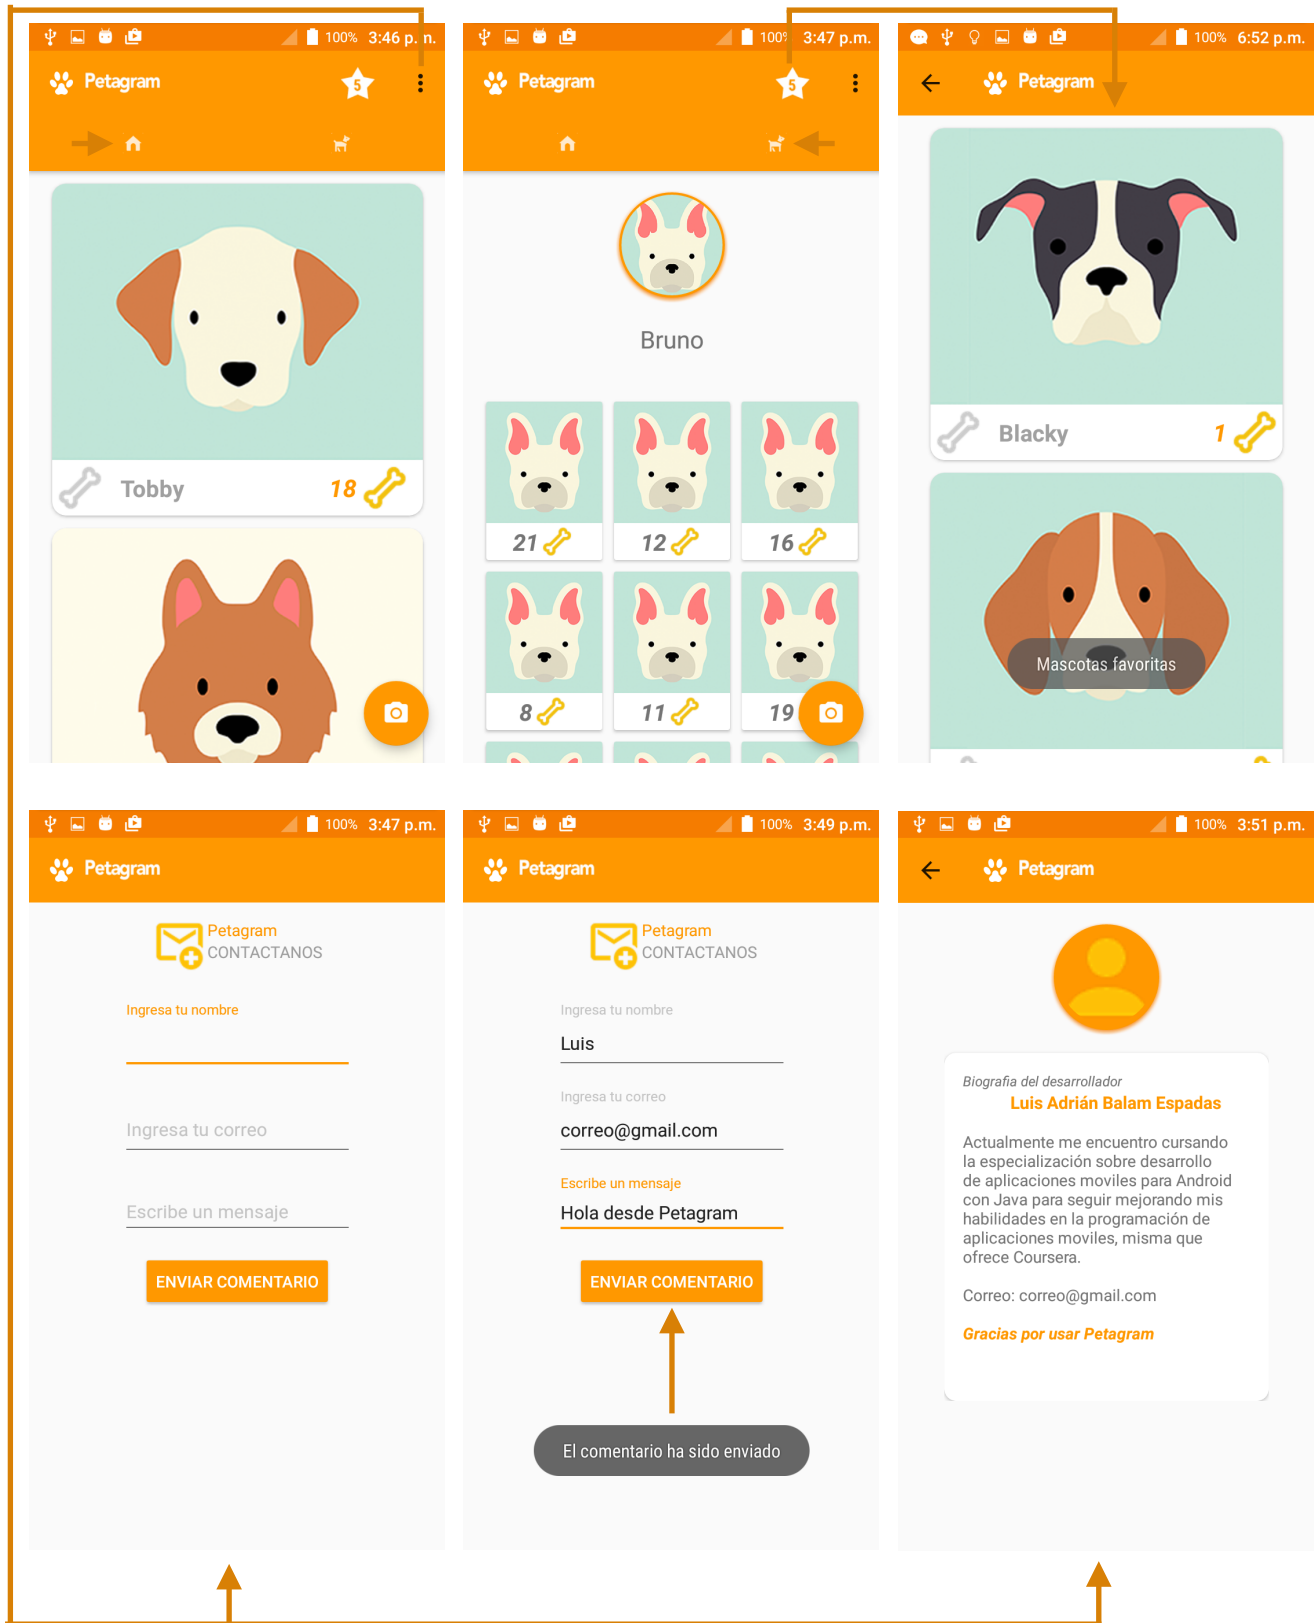 100% 3:46 p.m.
Petagram
5
Tobby 18
100% 3:47 p.m.
Petagram
5
Bruno
21 12 16
8 11 19
100% 6:52 p.m.
Petagram
Blacky 1
Mascotas favoritas
100% 3:47 p.m.
Petagram
Petagram
CONTACTANOS
Ingresa tu nombre
Ingresa tu correo
Escribe un mensaje
ENVIAR COMENTARIO
100% 3:49 p.m.
Petagram
Petagram
CONTACTANOS
Ingresa tu nombre
Luis
Ingresa tu correo
correo@gmail.com
Escribe un mensaje
Hola desde Petagram
ENVIAR COMENTARIO
El comentario ha sido enviado
100% 3:51 p.m.
Petagram
Biografia del desarrollador
Luis Adrián Balam Espadas
Actualmente me encuentro cursando
la especialización sobre desarrollo
de aplicaciones moviles para Android
con Java para seguir mejorando mis
habilidades en la programación de
aplicaciones moviles, misma que
ofrece Coursera.
Correo: correo@gmail.com
Gracias por usar Petagram